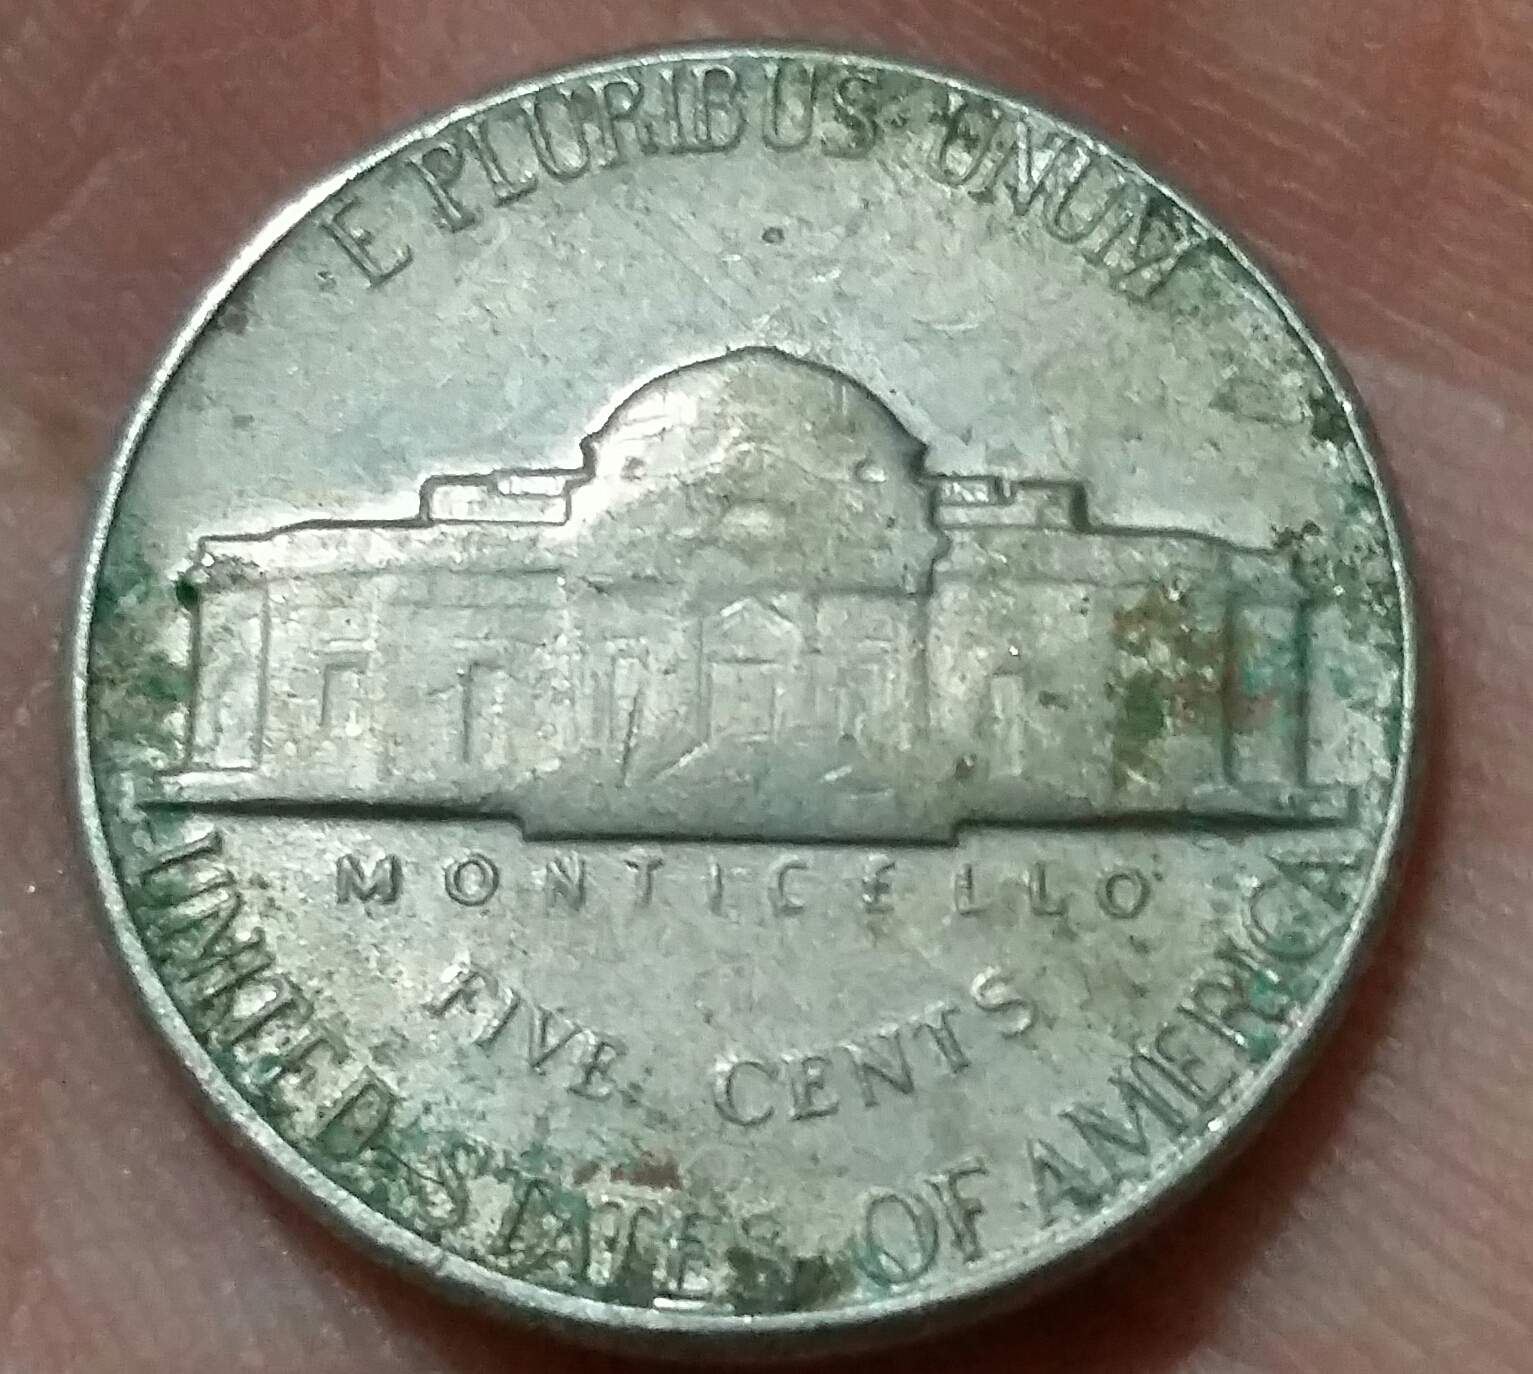 E PLURIBUS UNUM
MONTICELLO
FIVE CENTS
UNITED STATES OF AMERICA